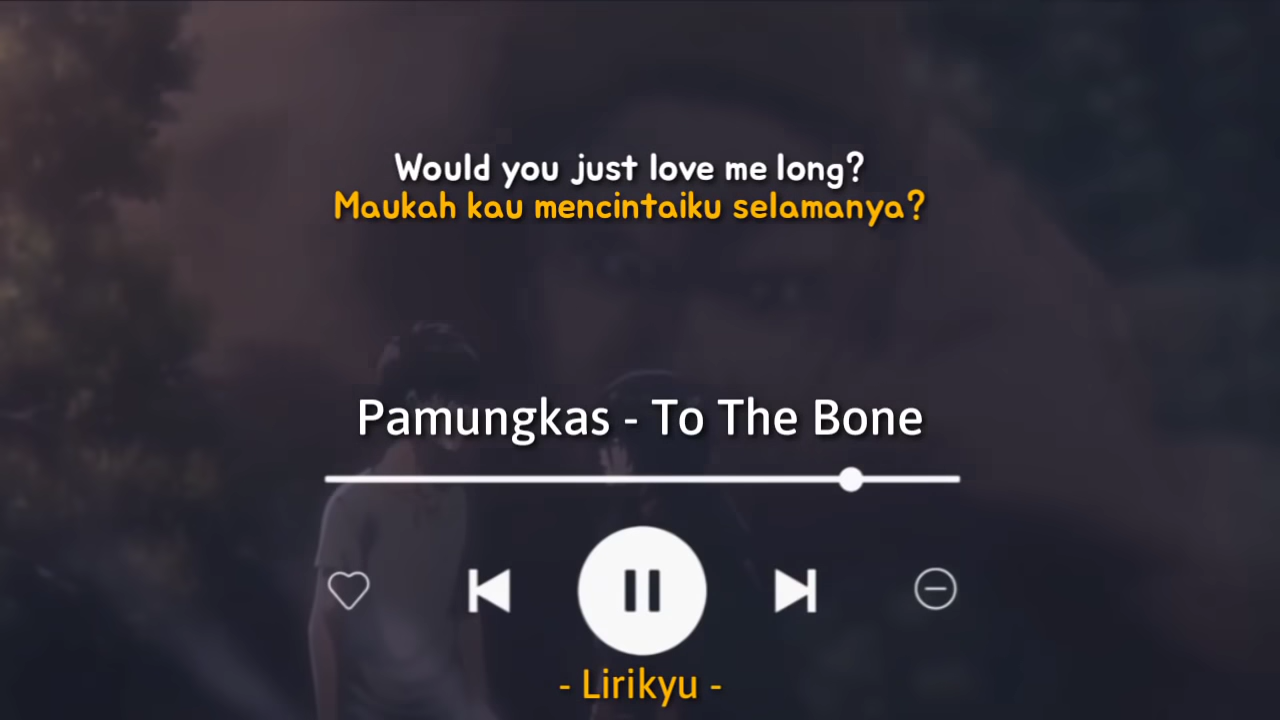 Would you just love me long?
Maukah kau mencintaiku selamanya?
Pamungkas - To The Bone
- Lirikyu -